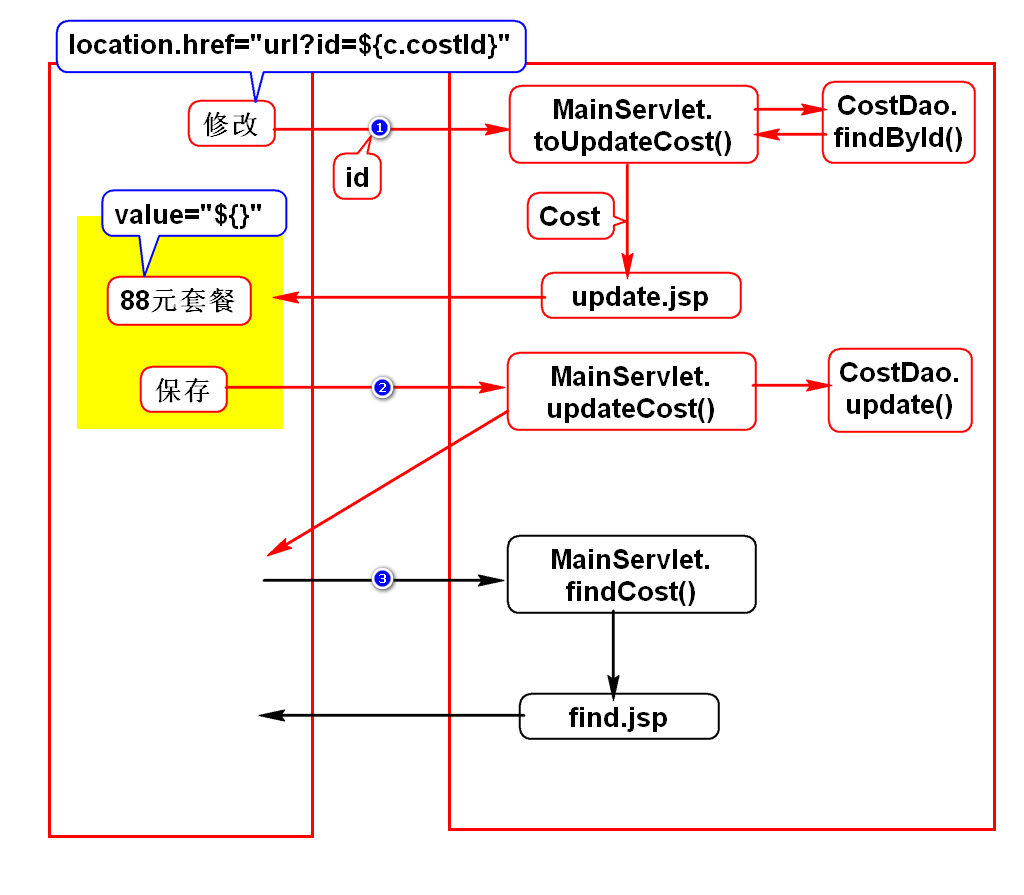 location.href="url?id=${c.costId}"
修改
1
id
MainServlet.
toUpdateCost()
CostDao.
findById()
Cost
value="${}"
88元套餐
update.jsp
保存
2
MainServlet.
updateCost()
CostDao.
update()
3
MainServlet.
findCost()
find.jsp